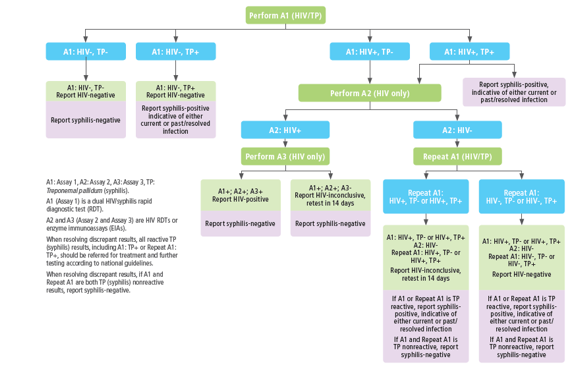 Perform A1 (HIV/TP)
A1: HIV-, TP-
A1: HIV-, TP+
A1: HIV+, TP-
A1: HIV+, TP+
A1: HIV-, TP-
Report HIV-negative
Report syphilis-negative
A1: HIV-, TP+
Report HIV-negative
Report syphilis-positive
indicative of either
current or past/resolved
infection
Perform A2 (HIV only)
Report syphilis-positive,
indicative of either
current or
past/resolved infection
A2: HIV+
A2: HIV-
Perform A3 (HIV only)
Repeat A1 (HIV/TP)
A1+; A2+; A3+
Report HIV-positive
A1+; A2+; A3-
Report HIV-inconclusive,
retest in 14 days
Report syphilis-negative
Report syphilis-negative
Repeat A1:
HIV+, TP- or HIV+, TP+
Repeat A1:
HIV-, TP- or HIV-, TP+
A1: HIV+, TP- or HIV+, TP+
A2: HIV-
Repeat A1: HIV+, TP- or
HIV+, TP+
Report HIV-inconclusive,
retest in 14 days
A1: HIV+, TP- or HIV+, TP+
A2: HIV-
Repeat A1: HIV-, TP- or
HIV-, TP+
Report HIV-negative
If A1 or Repeat A1 is TP
reactive, report syphilis-
positive, indicative of
either current or past/
resolved infection
If A1 and Repeat A1 is
TP nonreactive, report
syphilis-negative
If A1 or Repeat A1 is TP
reactive, report syphilis-
positive, indicative of
either current or past/
resolved infection
If A1 and Repeat A1 is
TP nonreactive, report
syphilis-negative
A1: Assay 1, A2: Assay 2, A3: Assay 3, TP:
Treponemal pallidum (syphilis).
A1 (Assay 1) is a dual HIV/syphilis rapid
diagnostic test (RDT).
A2 and A3 (Assay 2 and Assay 3) are HIV RDTs or
enzyme immunoassays (EIAs).
When resolving discrepant results, all reactive TP
(syphilis) results, including A1: TP+ or Repeat A1:
TP+, should be referred for treatment and further
testing according to national guidelines.
When resolving discrepant results, if A1 and
Repeat A1 are both TP (syphilis) nonreactive
results, report syphilis-negative.